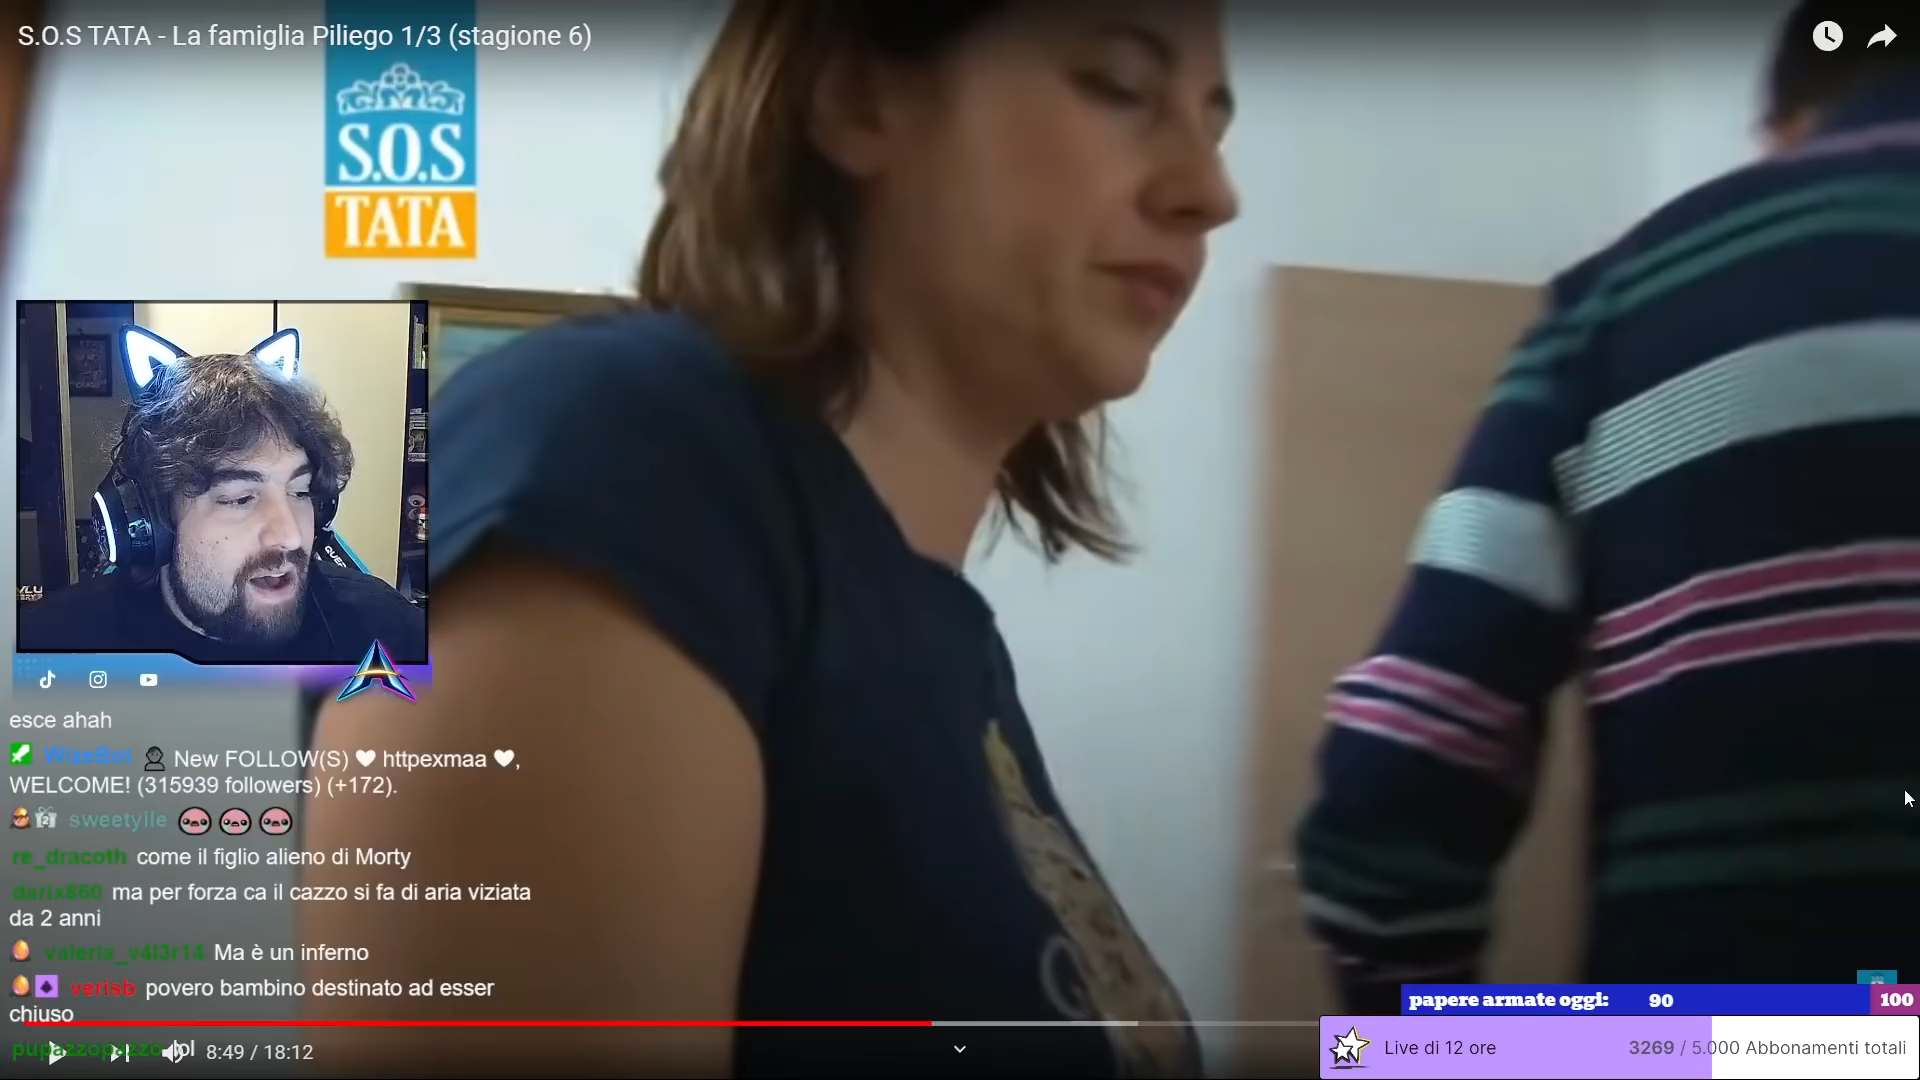 S.O.S TATA - La famiglia Piliego 1/3 (stagione 6)
S.O.S
TATA
esce ahah
WizeBot New FOLLOW(S) httpexmaa,
WELCOME! (315939 followers) (+172).
sweetylle
re_dracoth come il figlio alieno di Morty
darix860 ma per forza ca il cazzo si fa di aria viziata
da 2 anni
valeria_v4l3r14 Ma è un inferno
verisb povero bambino destinato ad esser
chiuso
pupazzopazzo lol
8:49 / 18:12
papere armate oggi: 90 100
Live di 12 ore 3269 / 5.000 Abbonamenti totali